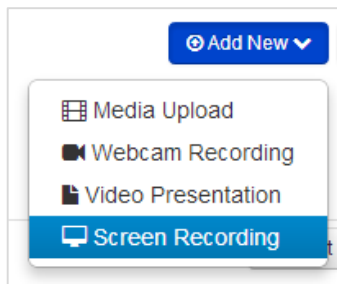 Add New
Media Upload
Webcam Recording
Video Presentation
Screen Recording
t